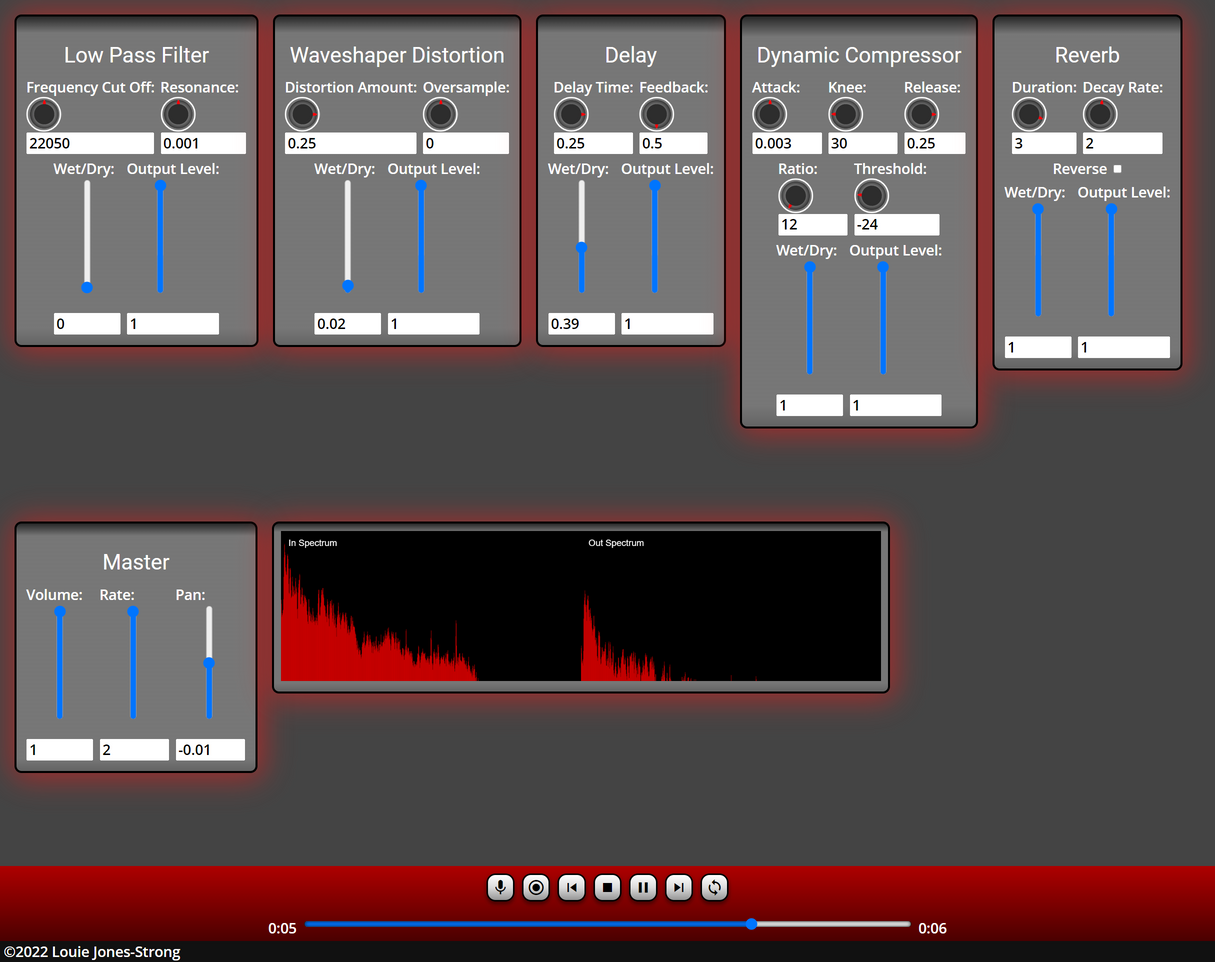 Low Pass Filter
Frequency Cut Off: Resonance:
22050 0.001
Wet/Dry: Output Level:
0 1
Waveshaper Distortion
Distortion Amount: Oversample:
0.25 0
Wet/Dry: Output Level:
0.02 1
Delay
Delay Time: Feedback:
0.25 0.5
Wet/Dry: Output Level:
0.39 1
Dynamic Compressor
Attack: Knee: Release:
0.003 30 0.25
Ratio: Threshold:
12 -24
Wet/Dry: Output Level:
1 1
Reverb
Duration: Decay Rate:
3 2
Reverse
Wet/Dry: Output Level:
1 1
Master
Volume: Rate: Pan:
1 2 -0.01
In Spectrum Out Spectrum
0:05 0:06
©2022 Louie Jones-Strong